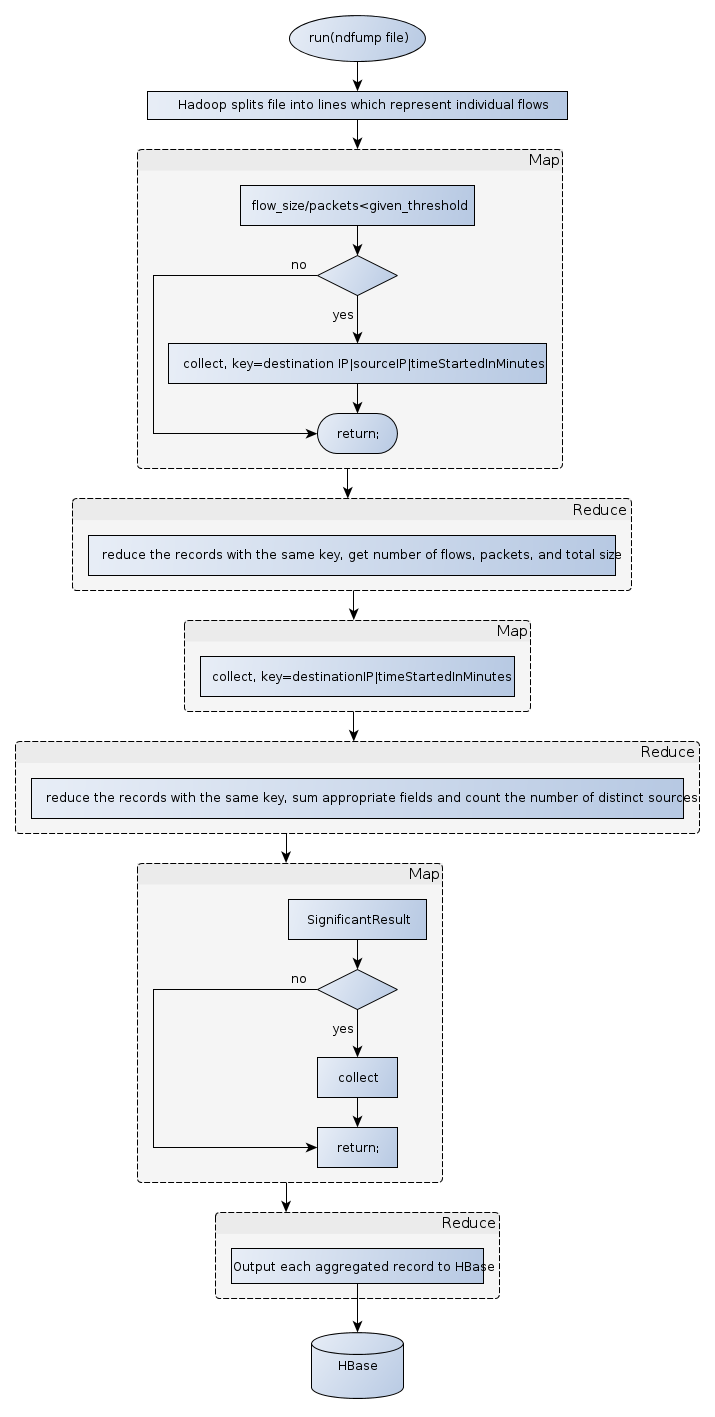 run(ndfump file)
Hadoop splits file into lines which represent individual flows
Map
flow_size/packets<given_threshold
no
yes
collect, key=destination IP|sourceIP|timeStartedInMinutes
return;
Reduce
reduce the records with the same key, get number of flows, packets, and total size
Map
collect, key=destinationIP|timeStartedInMinutes
Reduce
reduce the records with the same key, sum appropriate fields and count the number of distinct sources
Map
SignificantResult
no
yes
collect
return;
Reduce
Output each aggregated record to HBase
HBase